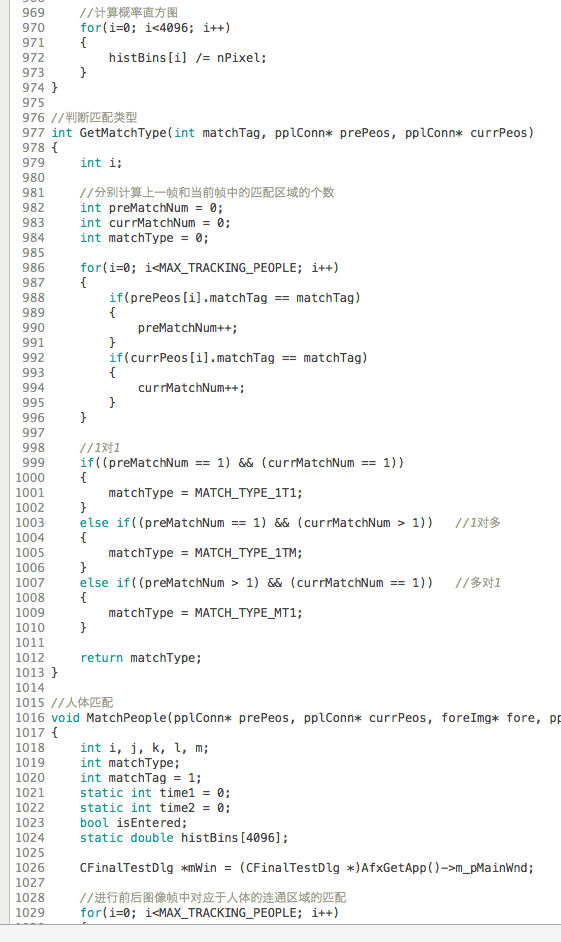 969 //计算概率直方图
970 for(i=0; i<4096; i++)
971 {
972 histBins[i] /= nPixel;
973 }
974 }
975
976 //判断匹配类型
977 int GetMatchType(int matchTag, pplConn* prePeos, pplConn* currPeos)
978 {
979 int i;
980
981 //分别计算上一帧和当前帧中的匹配区域的个数
982 int preMatchNum = 0;
983 int currMatchNum = 0;
984 int matchType = 0;
985
986 for(i=0; i<MAX_TRACKING_PEOPLE; i++)
987 {
988 if(prePeos[i].matchTag == matchTag)
989 {
990 preMatchNum++;
991 }
992 if(currPeos[i].matchTag == matchTag)
993 {
994 currMatchNum++;
995 }
996 }
997
998 //1对1
999 if((preMatchNum == 1) && (currMatchNum == 1))
1000 {
1001 matchType = MATCH_TYPE_1T1;
1002 }
1003 else if((preMatchNum == 1) && (currMatchNum > 1)) //1对多
1004 {
1005 matchType = MATCH_TYPE_1TM;
1006 }
1007 else if((preMatchNum > 1) && (currMatchNum == 1)) //多对1
1008 {
1009 matchType = MATCH_TYPE_MT1;
1010 }
1011
1012 return matchType;
1013 }
1014
1015 //人体匹配
1016 void MatchPeople(pplConn* prePeos, pplConn* currPeos, foreImg* fore, pp
1017 {
1018 int i, j, k, l, m;
1019 int matchType;
1020 int matchTag = 1;
1021 static int time1 = 0;
1022 static int time2 = 0;
1023 bool isEntered;
1024 static double histBins[4096];
1025
1026 CFinalTestDlg *mWin = (CFinalTestDlg *)AfxGetApp()->m_pMainWnd;
1027
1028 //进行前后图像帧中对应于人体的连通区域的匹配
1029 for(i=0; i<MAX_TRACKING_PEOPLE; i++)